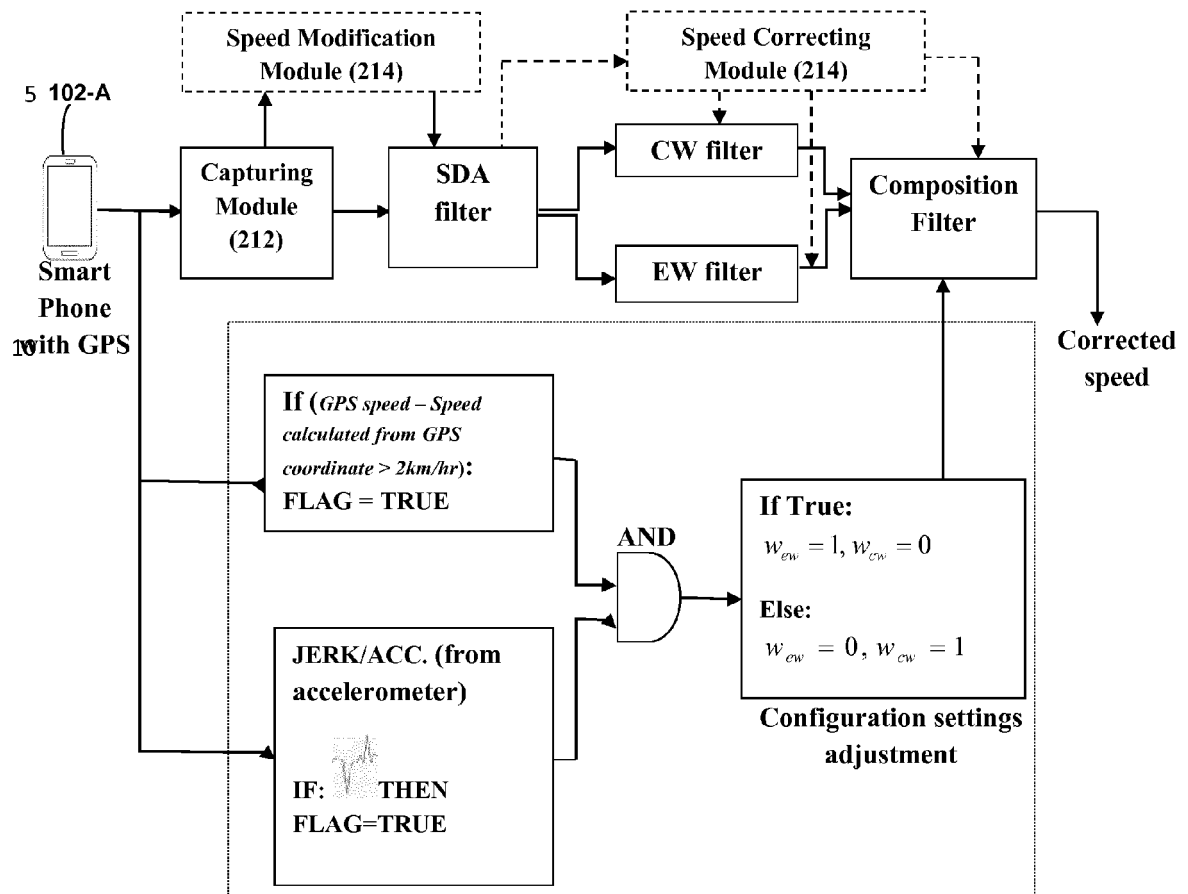 Speed Modification
Module (214)
Speed Correcting
Module (214)
5 102-A
Capturing
Module
(212)
SDA
filter
CW filter
EW filter
Composition
Filter
Smart
Phone
with GPS
10
Corrected
speed
If (GPS speed – Speed
calculated from GPS
coordinate > 2km/hr):
FLAG = TRUE
AND
If True:
w_ew = 1, w_cw = 0
Else:
w_ew = 0, w_cw = 1
JERK/ACC. (from
accelerometer)
IF: THEN
FLAG=TRUE
Configuration settings
adjustment